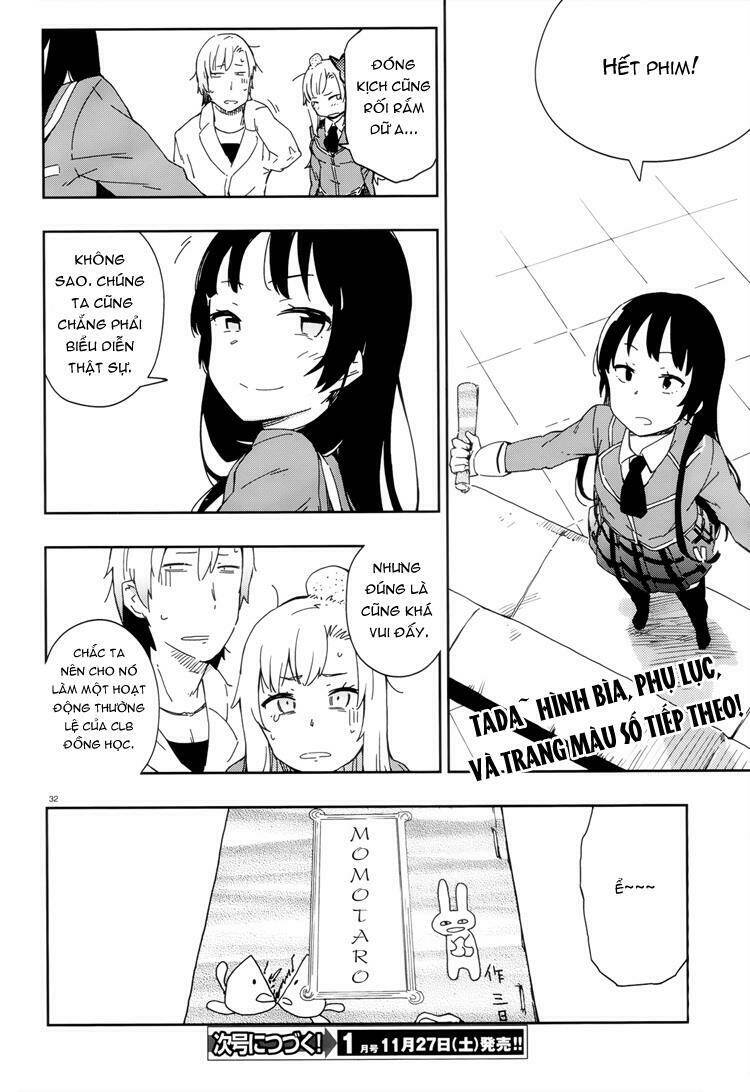 HẾT PHIM!
ĐÓNG
KỊCH CŨNG
RỐI RẮM
DỮ A...
KHÔNG
SAO. CHÚNG
TA CŨNG
CHẲNG PHẢI
BIỂU DIỄN
THẬT SỰ.
NHƯNG
ĐÚNG LÀ
CŨNG KHÁ
VUI ĐẤY.
CHẮC TA
NÊN CHO NÓ
LÀM MỘT HOẠT
ĐỘNG THƯỜNG
LỆ CỦA CLB
ĐỒNG HỌC.
TADA~ HÌNH BÌA, PHỤ LỤC,
VÀ TRANG MÀU SỐ TIẾP THEO!
32
Ể~~~
MOMOTARO
作三日
次号につづく! 1月号11月27日(土)発売!!